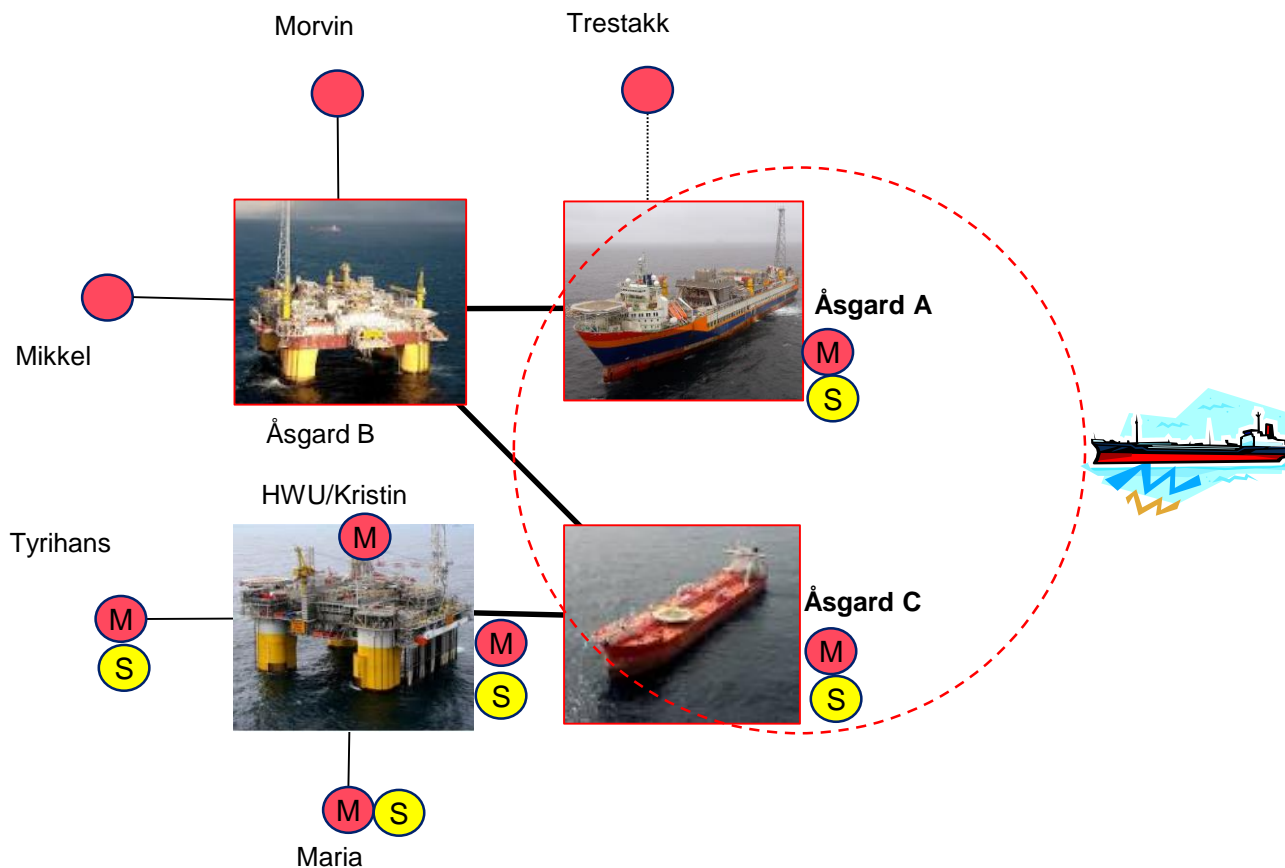 Morvin
Trestakk
Åsgard A
M
S
Mikkel
Åsgard B
HWU/Kristin
M
Tyrihans
M
S
M
S
Åsgard C
M
S
M
S
Maria